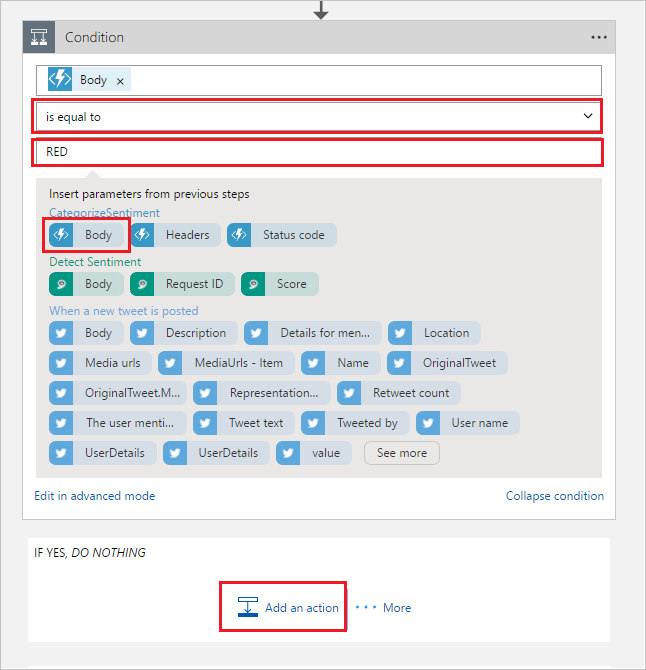 Condition
Body ×
is equal to
RED
Insert parameters from previous steps
CategorizeSentiment
Body Headers Status code
Detect Sentiment
Body Request ID Score
When a new tweet is posted
Body Description Details for men... Location
Media urls MediaUrls - Item Name OriginalTweet
OriginalTweet.M... Representation... Retweet count
The user menti... Tweet text Tweeted by User name
UserDetails UserDetails value See more
Edit in advanced mode Collapse condition
IF YES, DO NOTHING
Add an action ••• More